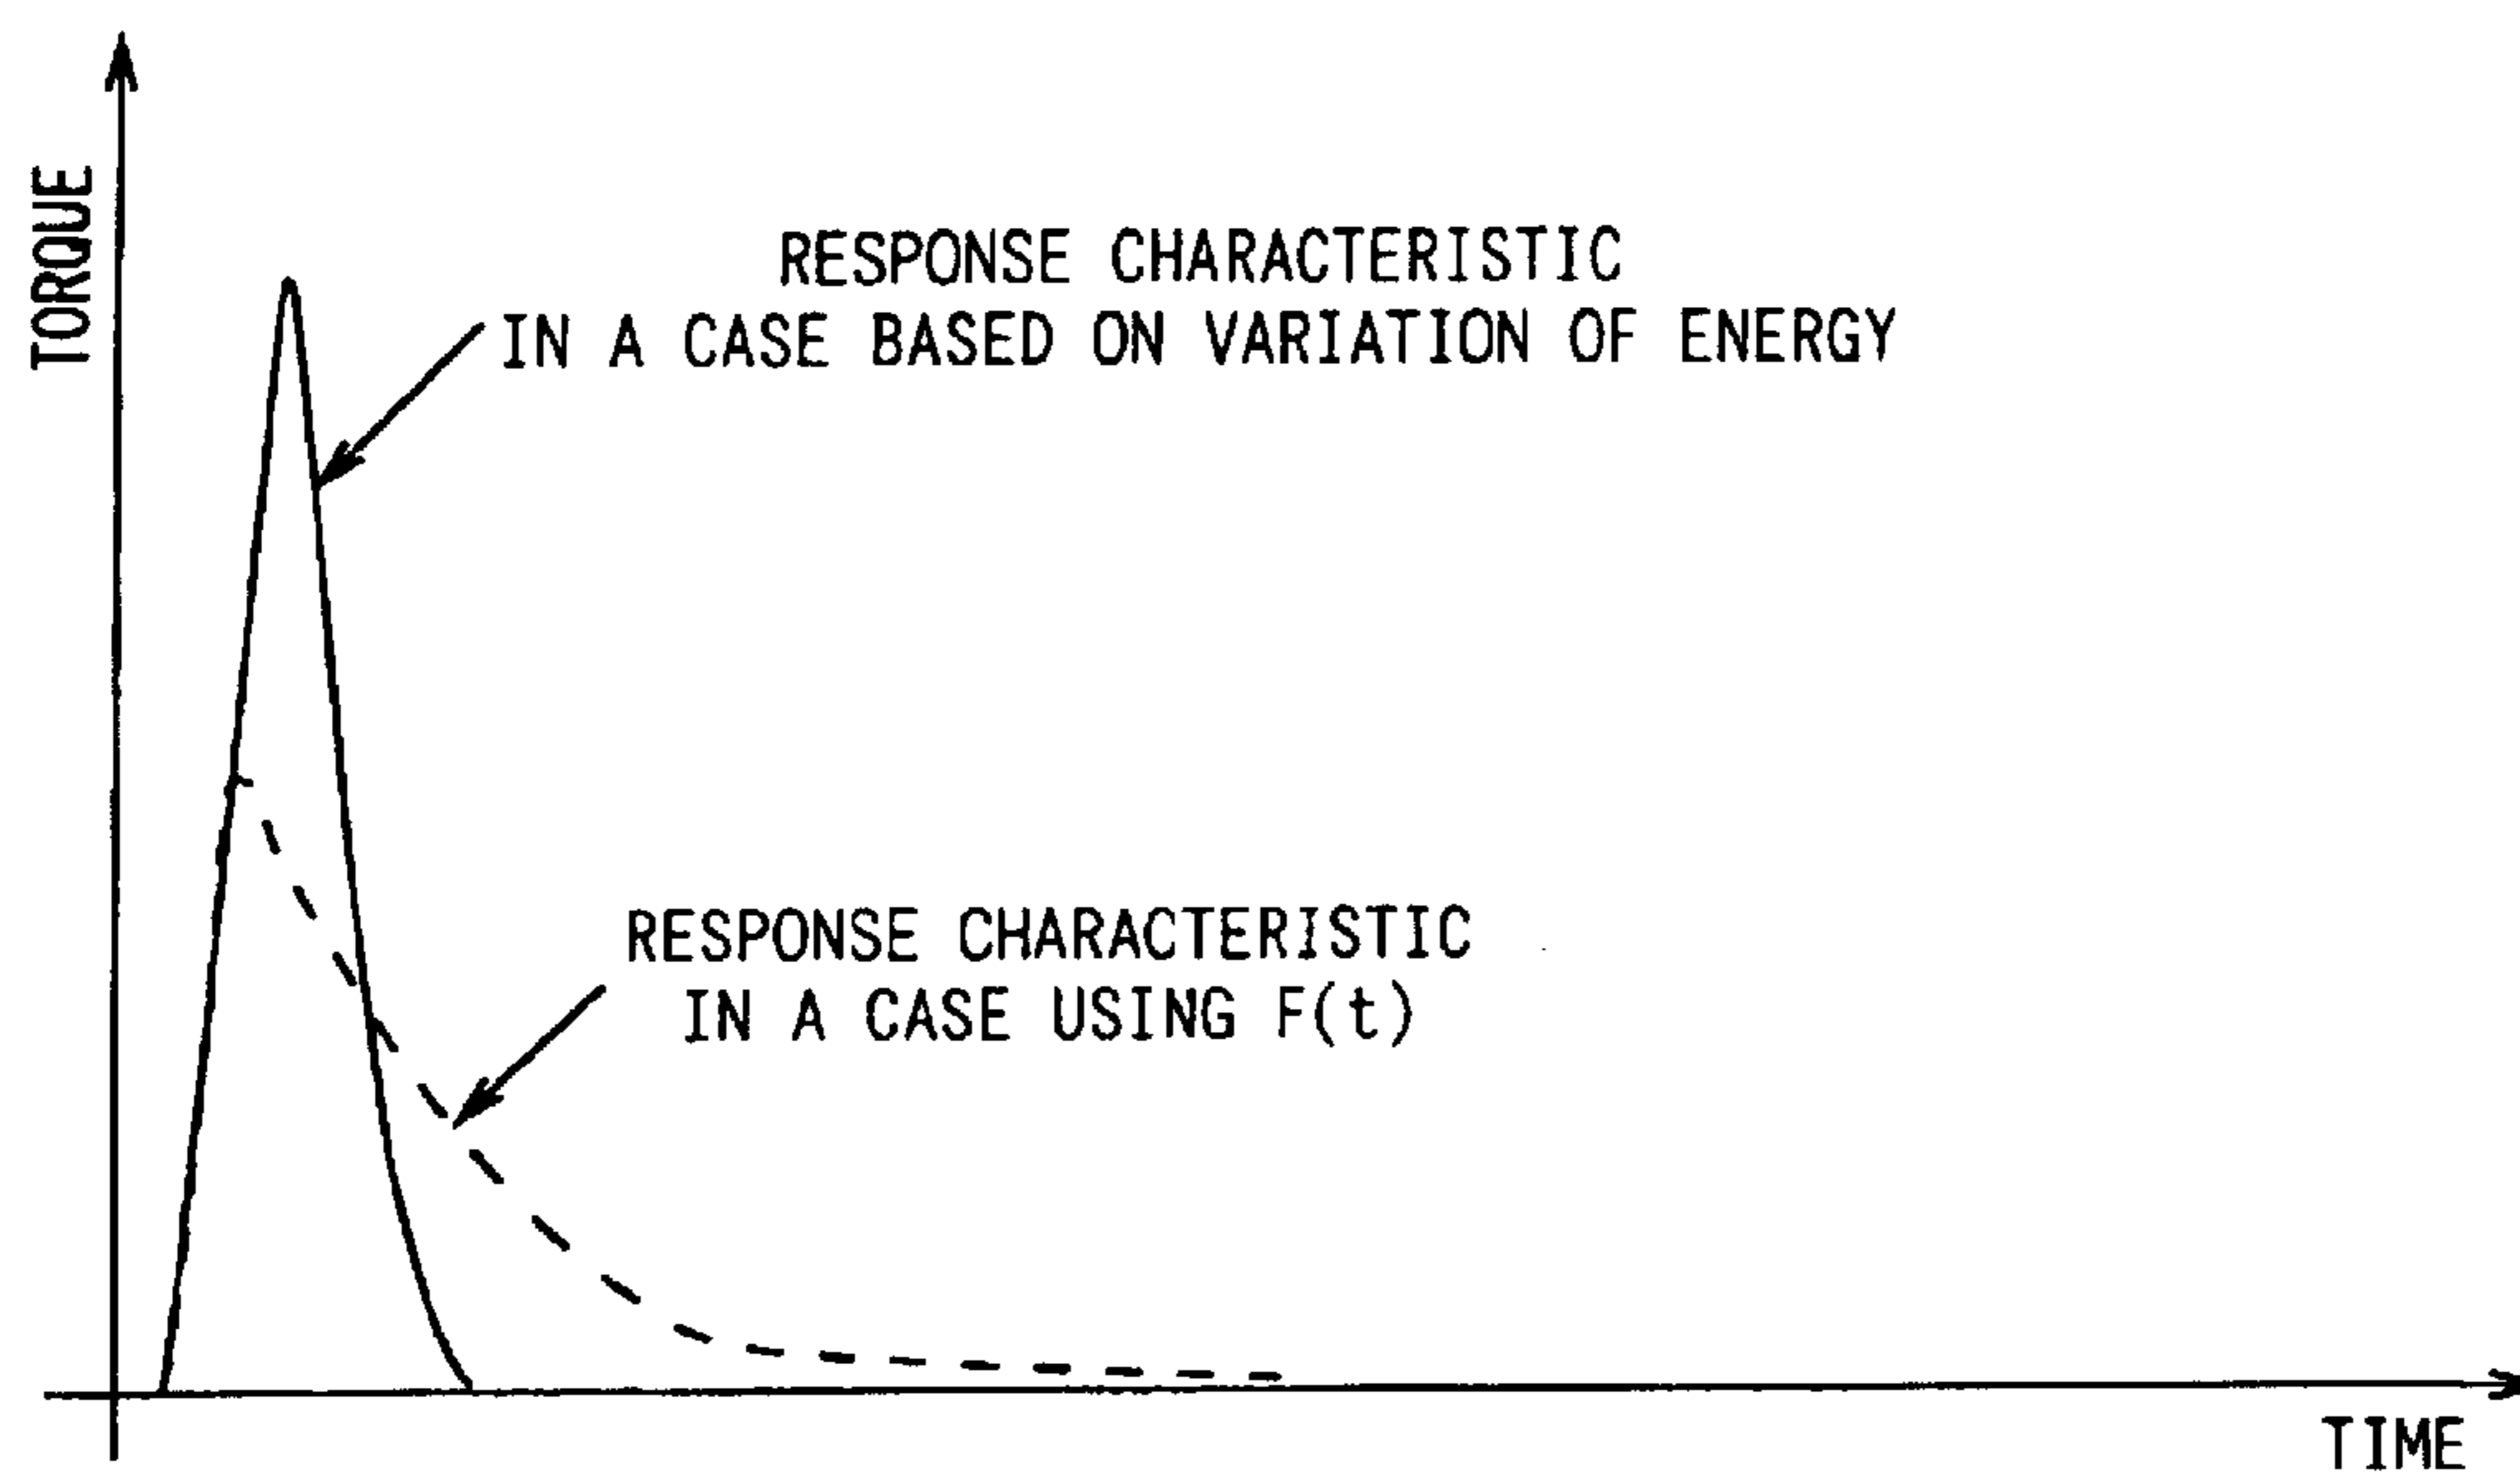 TORQUE
RESPONSE CHARACTERISTIC
IN A CASE BASED ON VARIATION OF ENERGY
RESPONSE CHARACTERISTIC
IN A CASE USING F(t)
TIME